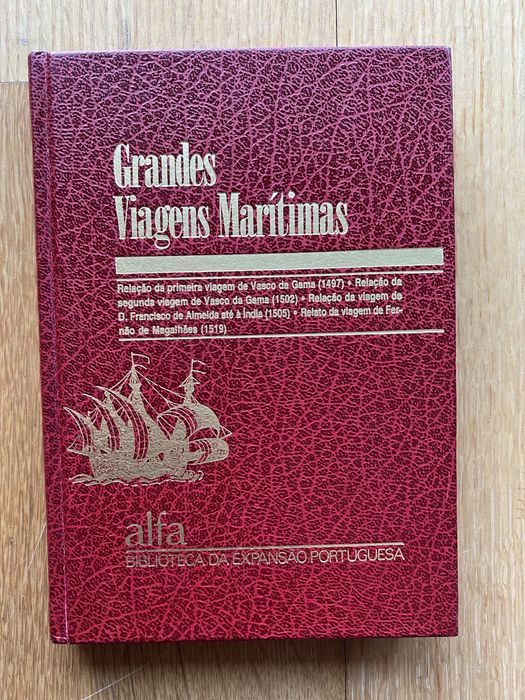 Grandes
Viagens Marítimas
Relação da primeira viagem de Vasco da Gama (1497) • Relação da
segunda viagem de Vasco da Gama (1502) • Relação da viagem de
D. Francisco de Almeida até à Índia (1505) • Relato da viagem de Fer-
não de Magalhães (1519)
alfa
BIBLIOTECA DA EXPANSÃO PORTUGUESA